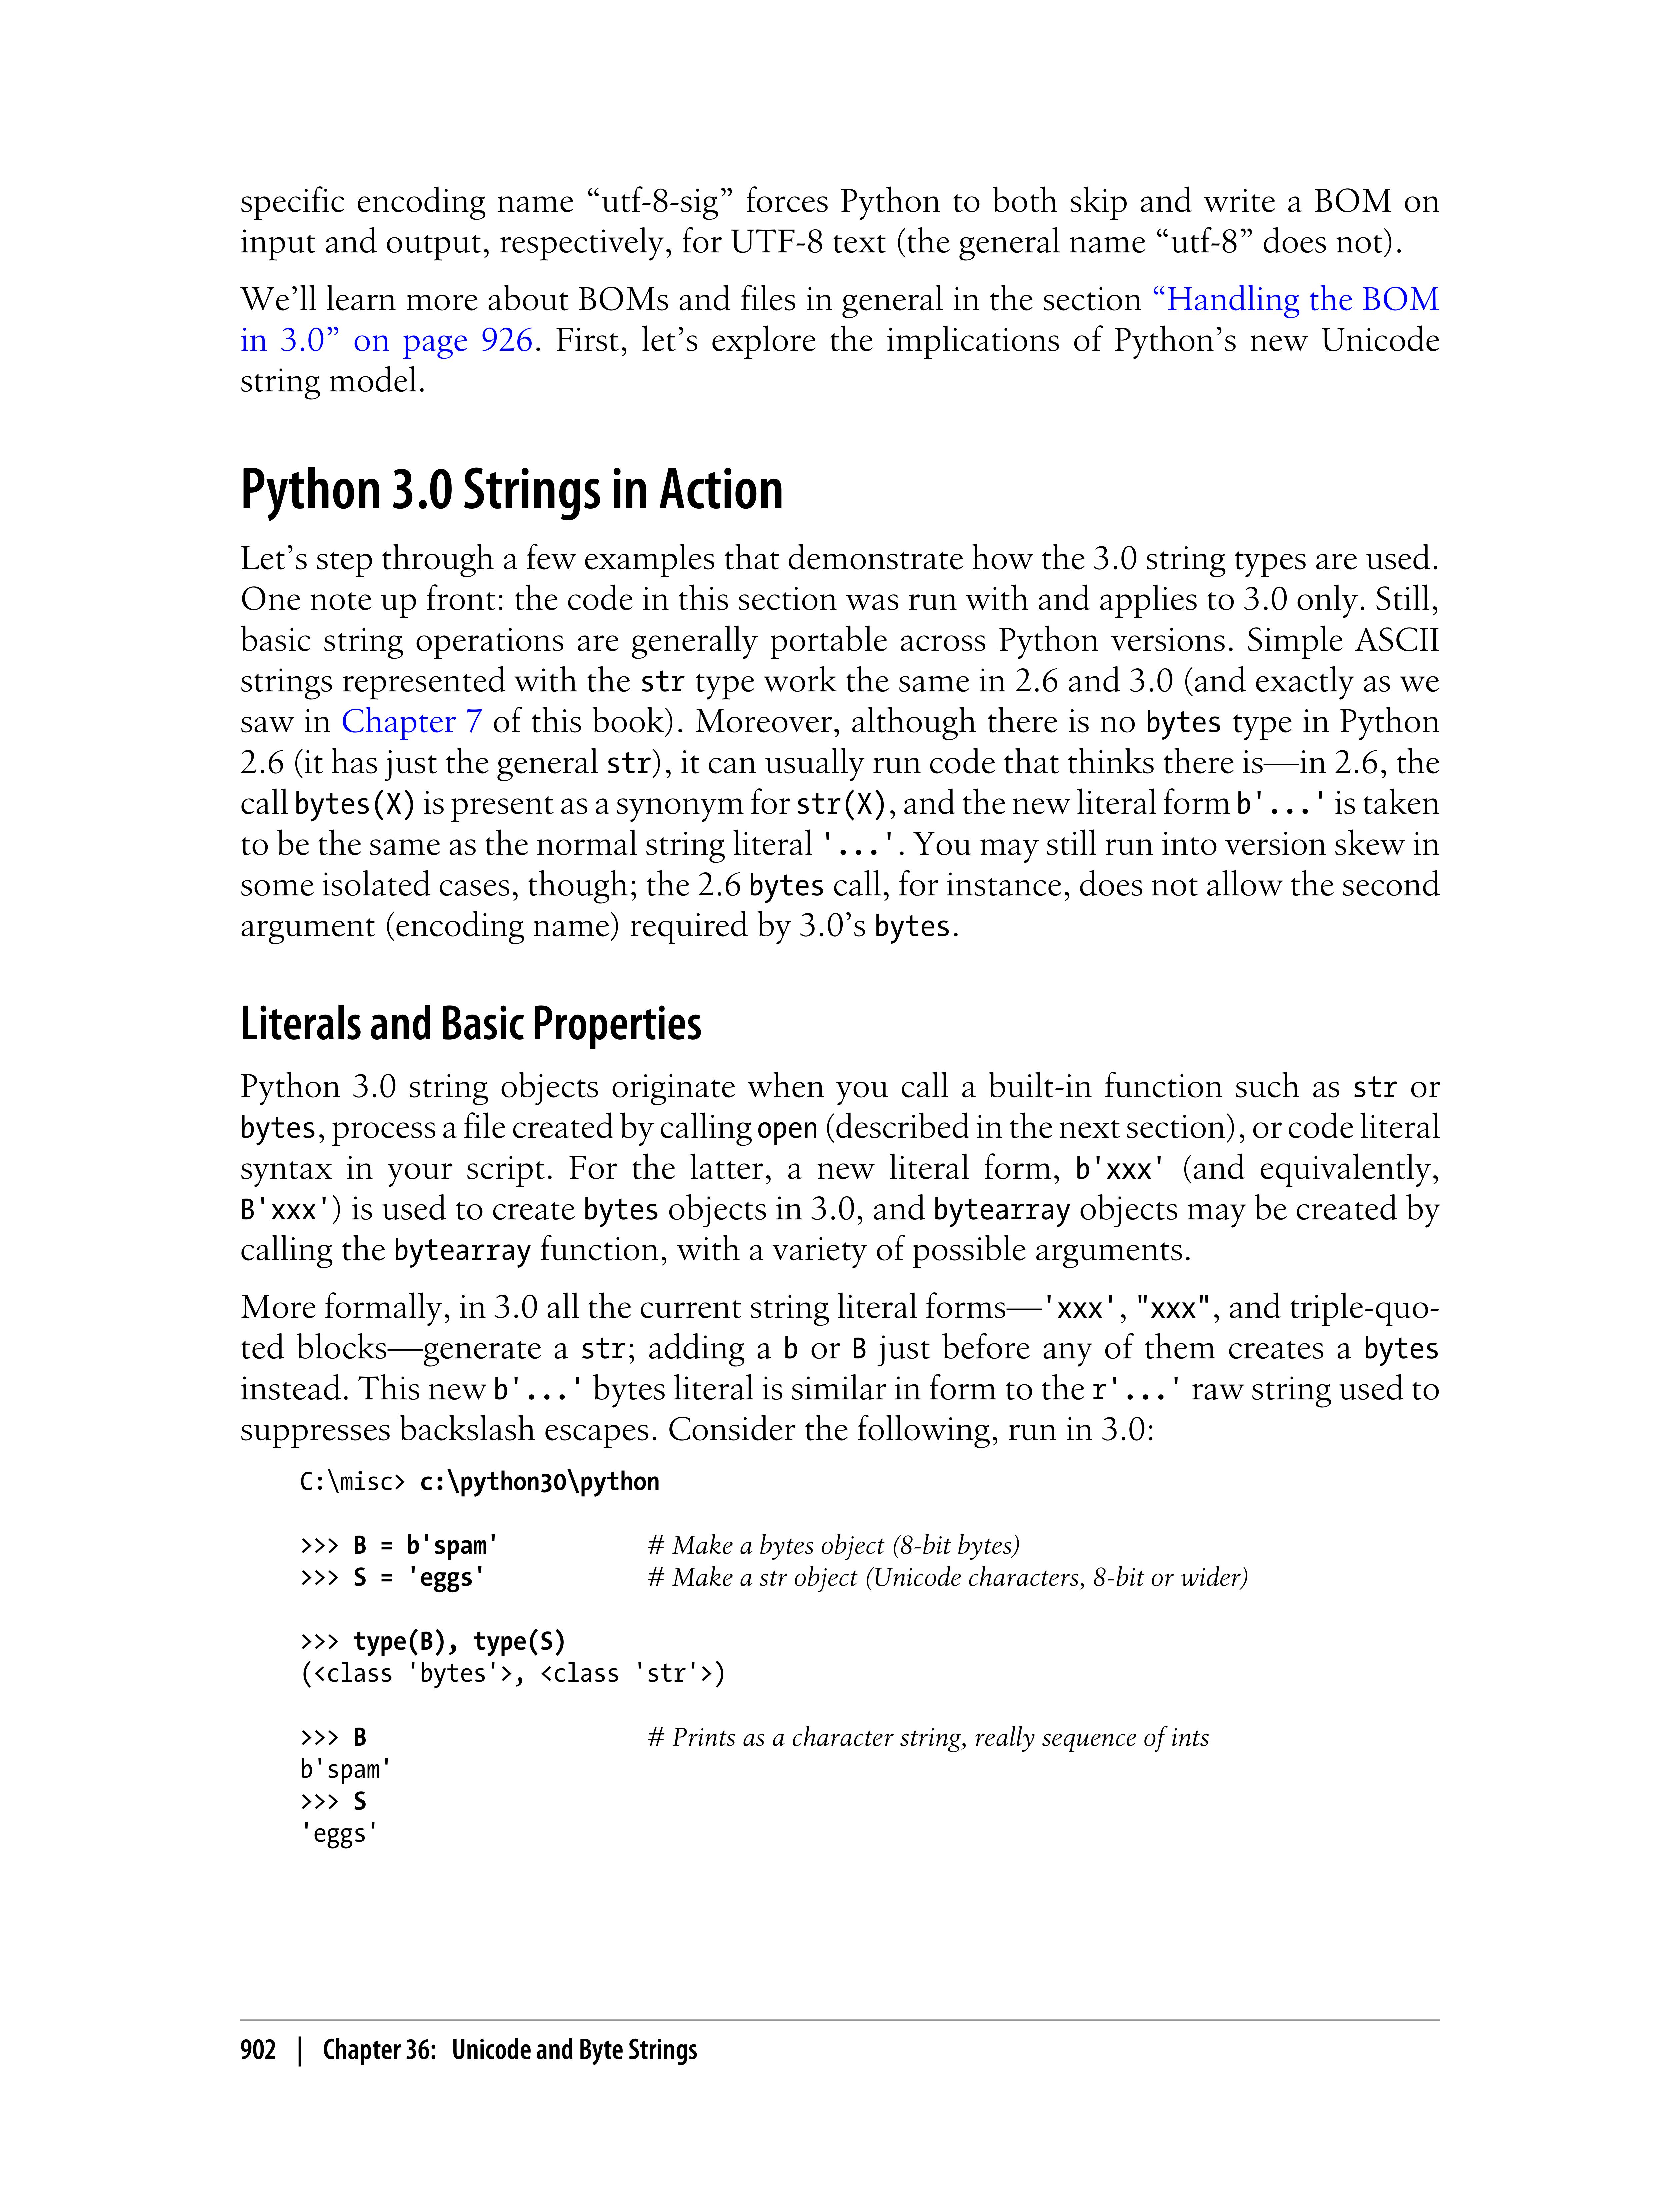 specific encoding name “utf-8-sig” forces Python to both skip and write a BOM on
input and output, respectively, for UTF-8 text (the general name “utf-8” does not).
We’ll learn more about BOMs and files in general in the section “Handling the BOM
in 3.0” on page 926. First, let’s explore the implications of Python’s new Unicode
string model.
Python 3.0 Strings in Action
Let’s step through a few examples that demonstrate how the 3.0 string types are used.
One note up front: the code in this section was run with and applies to 3.0 only. Still,
basic string operations are generally portable across Python versions. Simple ASCII
strings represented with the str type work the same in 2.6 and 3.0 (and exactly as we
saw in Chapter 7 of this book). Moreover, although there is no bytes type in Python
2.6 (it has just the general str), it can usually run code that thinks there is—in 2.6, the
call bytes(X) is present as a synonym for str(X), and the new literal form b'...' is taken
to be the same as the normal string literal '...'. You may still run into version skew in
some isolated cases, though; the 2.6 bytes call, for instance, does not allow the second
argument (encoding name) required by 3.0’s bytes.
Literals and Basic Properties
Python 3.0 string objects originate when you call a built-in function such as str or
bytes, process a file created by calling open (described in the next section), or code literal
syntax in your script. For the latter, a new literal form, b'xxx' (and equivalently,
B'xxx') is used to create bytes objects in 3.0, and bytearray objects may be created by
calling the bytearray function, with a variety of possible arguments.
More formally, in 3.0 all the current string literal forms—'xxx', "xxx", and triple-quo-
ted blocks—generate a str; adding a b or B just before any of them creates a bytes
instead. This new b'...' bytes literal is similar in form to the r'...' raw string used to
suppresses backslash escapes. Consider the following, run in 3.0:
C:\misc> c:\python30\python
>>> B = b'spam' # Make a bytes object (8-bit bytes)
>>> S = 'eggs' # Make a str object (Unicode characters, 8-bit or wider)
>>> type(B), type(S)
(<class 'bytes'>, <class 'str'>)
>>> B # Prints as a character string, really sequence of ints
b'spam'
>>> S
'eggs'
902 | Chapter 36: Unicode and Byte Strings